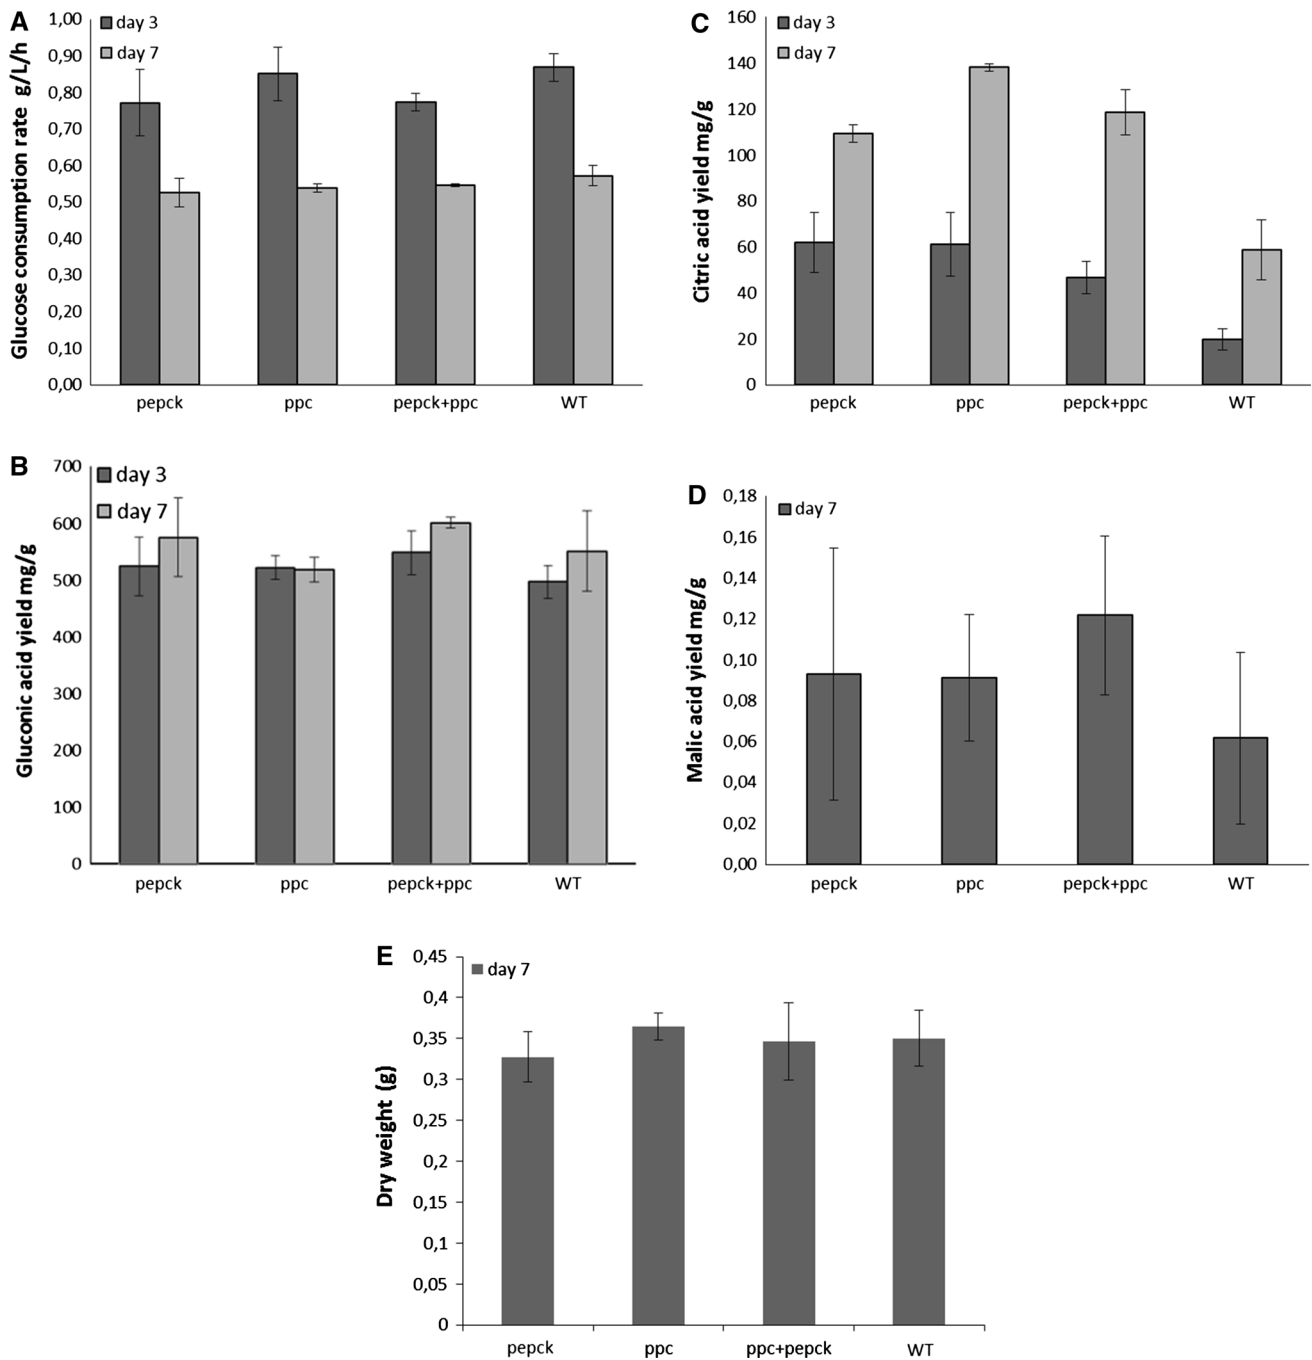 A
Glucose consumption rate g/L/h
day 3
day 7
1,00
0,90
0,80
0,70
0,60
0,50
0,40
0,30
0,20
0,10
0,00
pepck ppc pepck+ppc WT
C
Citric acid yield mg/g
day 3
day 7
160
140
120
100
80
60
40
20
0
pepck ppc pepck+ppc WT
B
Gluconic acid yield mg/g
day 3
day 7
700
600
500
400
300
200
100
0
pepck ppc pepck+ppc WT
D
Malic acid yield mg/g
day 7
0,18
0,16
0,14
0,12
0,10
0,08
0,06
0,04
0,02
0,00
pepck ppc pepck+ppc WT
E
Dry weight (g)
day 7
0,45
0,4
0,35
0,3
0,25
0,2
0,15
0,1
0,05
0
pepck ppc ppc+pepck WT